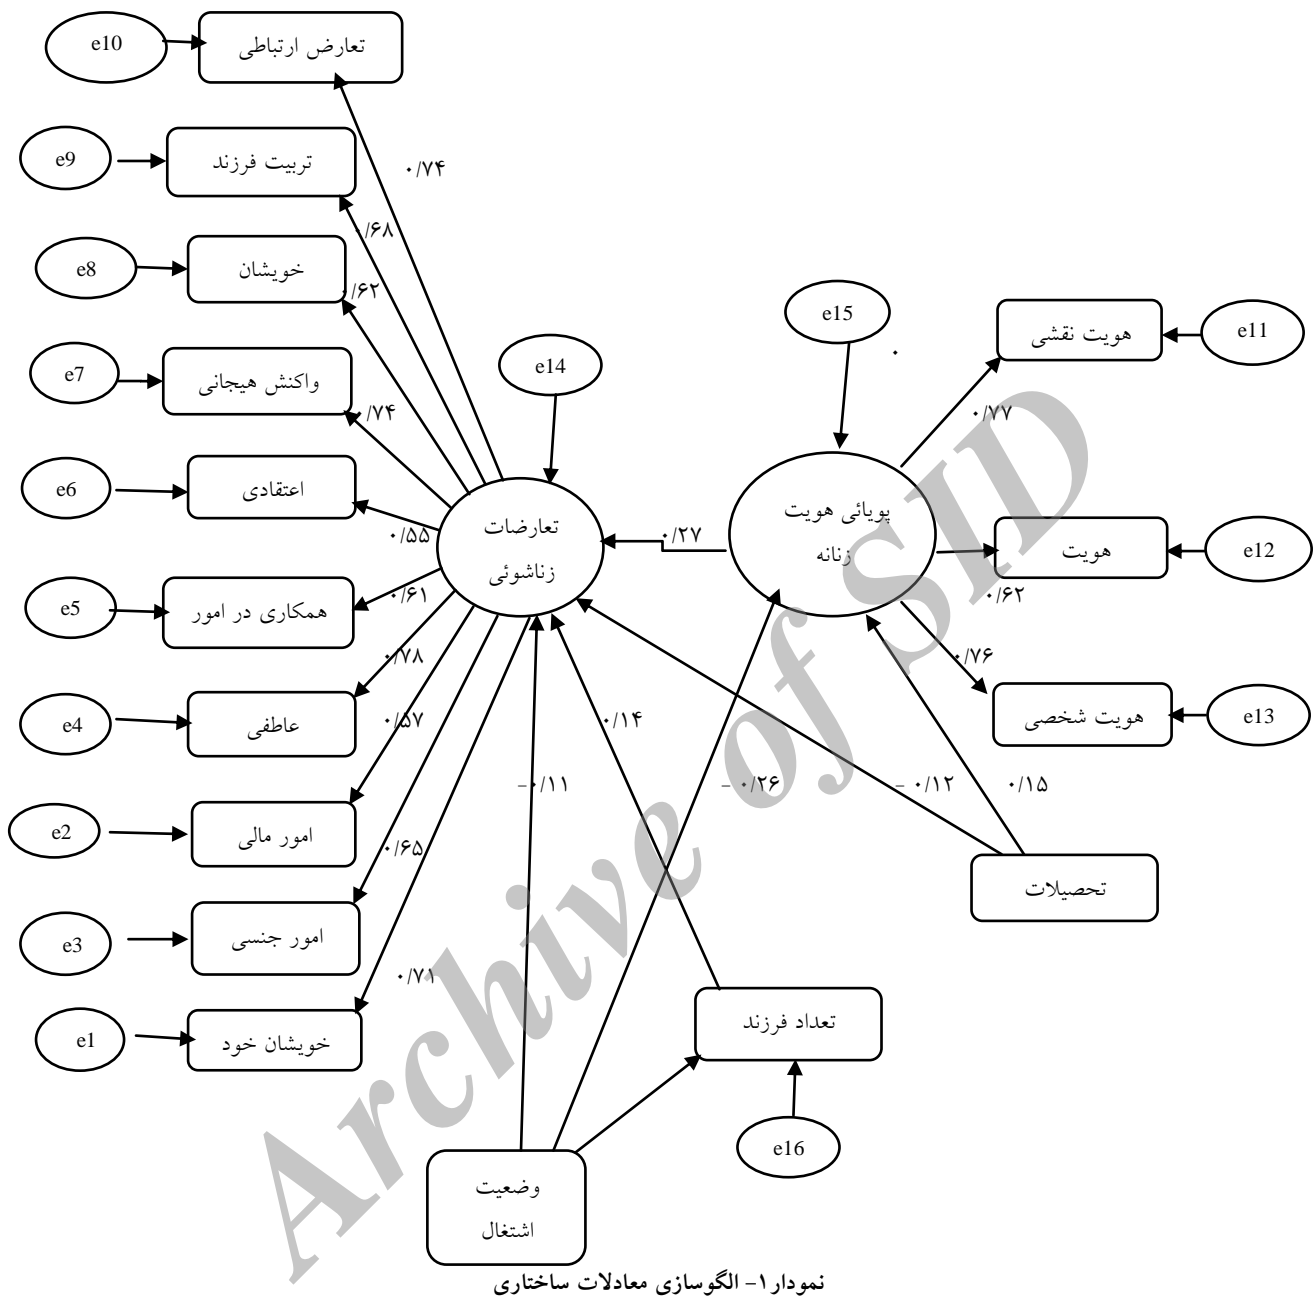 e10
تعارض ارتباطی
e9
تربیت فرزند
۰/۷۴
۰/۶۸
e8
خویشان
۰/۶۲
e15
e11
هویت نقشی
۰
e14
e7
واکنش هیجانی
۰/۷۴
۰/۷۷
e6
اعتقادی
۰/۵۵
تعارضات
زناشوئی
۰/۲۷
پویائی هویت
زنانه
هویت
e12
۰/۶۲
e5
همکاری در امور
۰/۶۱
۰/۷۸
۰/۷۶
e4
عاطفی
۰/۵۷
۰/۱۴
هویت شخصی
e13
-۰/۱۱
- ۰/۲۶
- ۰/۱۲
۰/۱۵
e2
امور مالی
۰/۶۵
تحصیلات
e3
امور جنسی
۰/۷۱
e1
خویشان خود
تعداد فرزند
e16
وضعیت
اشتغال
نمودار۱- الگوسازی معادلات ساختاری
Archive of SID